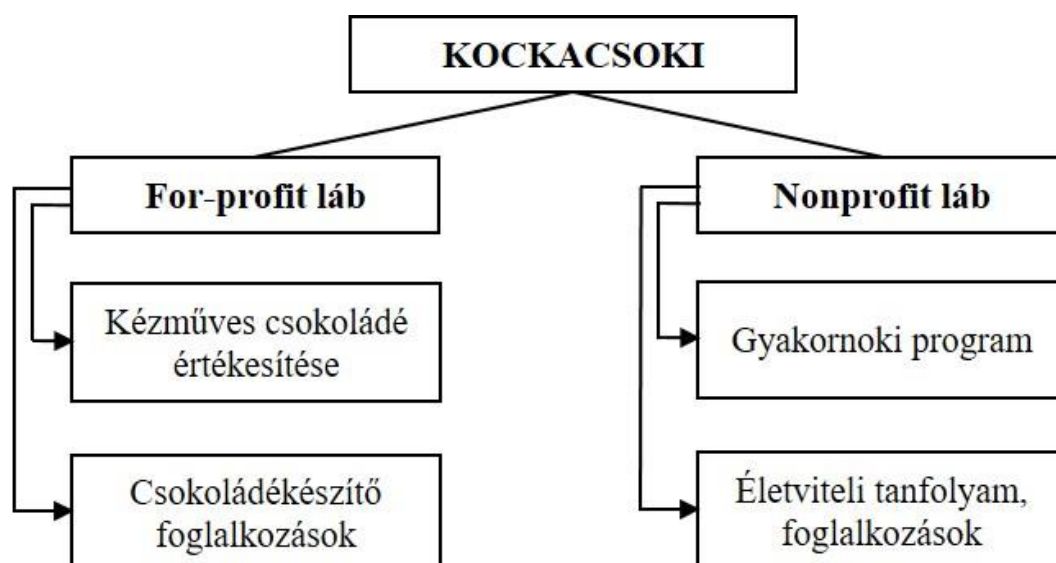 KOCKACSOKI
For-profit láb
Nonprofit láb
Kézműves csokoládé
értékesítése
Gyakornoki program
Csokoládékészítő
foglalkozások
Életviteli tanfolyam,
foglalkozások